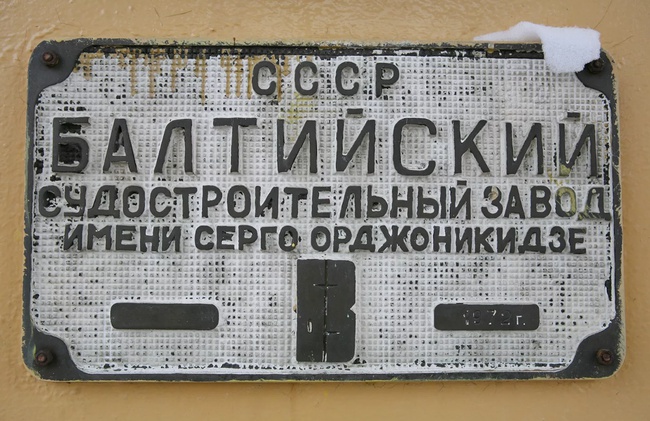 СССР
БАЛТИЙСКИЙ
СУДОСТРОИТЕЛЬНЫЙ ЗАВОД
ИМЕНИ СЕРГО ОРДЖОНИКИДЗЕ